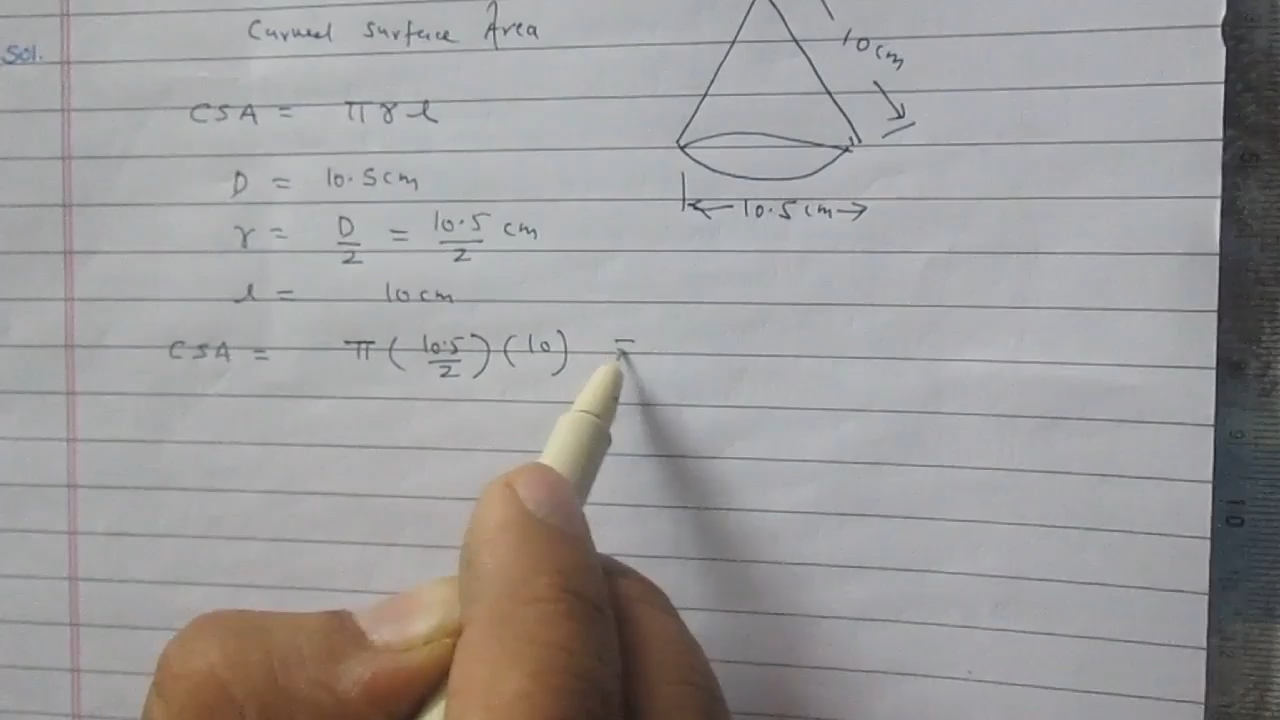 Sol.
Curved Surface Area
CSA = πrl
D = 10.5cm
r = D/2 = 10.5/2 cm
l = 10cm
CSA = π(10.5/2)(10)
10cm
10.5cm